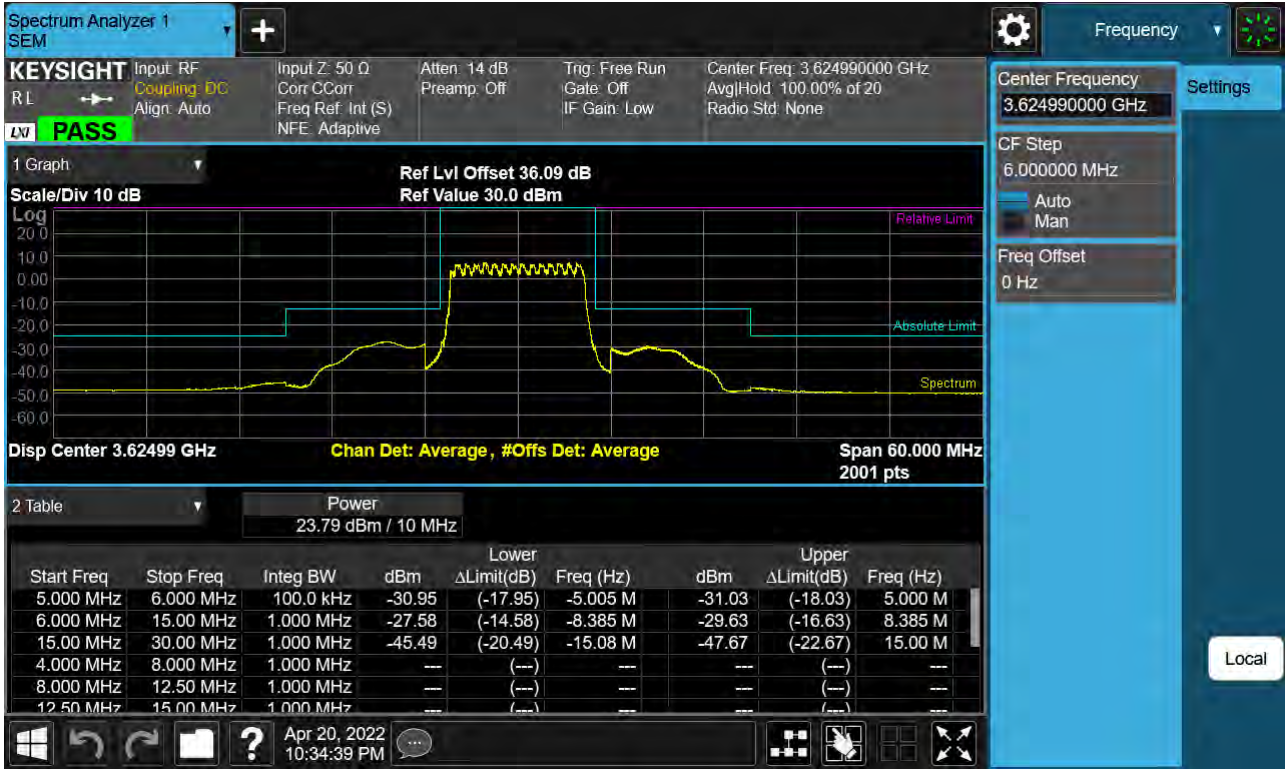 Spectrum Analyzer 1
SEM
Frequency
KEYSIGHT
Input: RF
Coupling: DC
Align: Auto
Input Z: 50 Ω
Corr CCorr
Freq Ref: Int (S)
NFE: Adaptive
Atten: 14 dB
Preamp: Off
Trig: Free Run
Gate: Off
IF Gain: Low
Center Freq: 3.624990000 GHz
Avg|Hold: 100.00% of 20
Radio Std: None
R L
LXI
PASS
Center Frequency
3.624990000 GHz
Settings
CF Step
6.000000 MHz
Auto
Man
Freq Offset
0 Hz
Local
1 Graph
Scale/Div 10 dB
Ref Lvl Offset 36.09 dB
Ref Value 30.0 dBm
Log
20.0
10.0
0.00
-10.0
-20.0
-30.0
-40.0
-50.0
-60.0
Relative Limit
Absolute Limit
Spectrum
Disp Center 3.62499 GHz
Chan Det: Average, #Offs Det: Average
Span 60.000 MHz
2001 pts
2 Table
Power
23.79 dBm / 10 MHz
Lower Upper
Start Freq Stop Freq Integ BW dBm ΔLimit(dB) Freq (Hz) dBm ΔLimit(dB) Freq (Hz)
5.000 MHz 6.000 MHz 100.0 kHz -30.95 (-17.95) -5.005 M -31.03 (-18.03) 5.000 M
6.000 MHz 15.00 MHz 1.000 MHz -27.58 (-14.58) -8.385 M -29.63 (-16.63) 8.385 M
15.00 MHz 30.00 MHz 1.000 MHz -45.49 (-20.49) -15.08 M -47.67 (-22.67) 15.00 M
4.000 MHz 8.000 MHz 1.000 MHz --- (---) --- --- (---) ---
8.000 MHz 12.50 MHz 1.000 MHz --- (---) --- --- (---) ---
12.50 MHz 15.00 MHz 1.000 MHz --- (---) --- --- (---) ---
?
Apr 20, 2022
10:34:39 PM